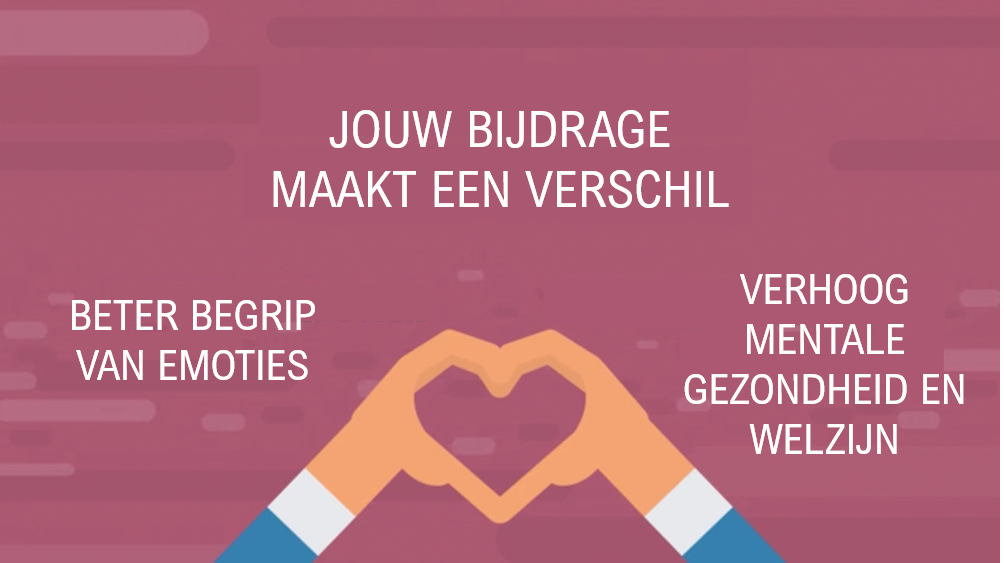 JOUW BIJDRAGE
MAAKT EEN VERSCHIL
BETER BEGRIP
VAN EMOTIES
VERHOOG
MENTALE
GEZONDHEID EN
WELZIJN